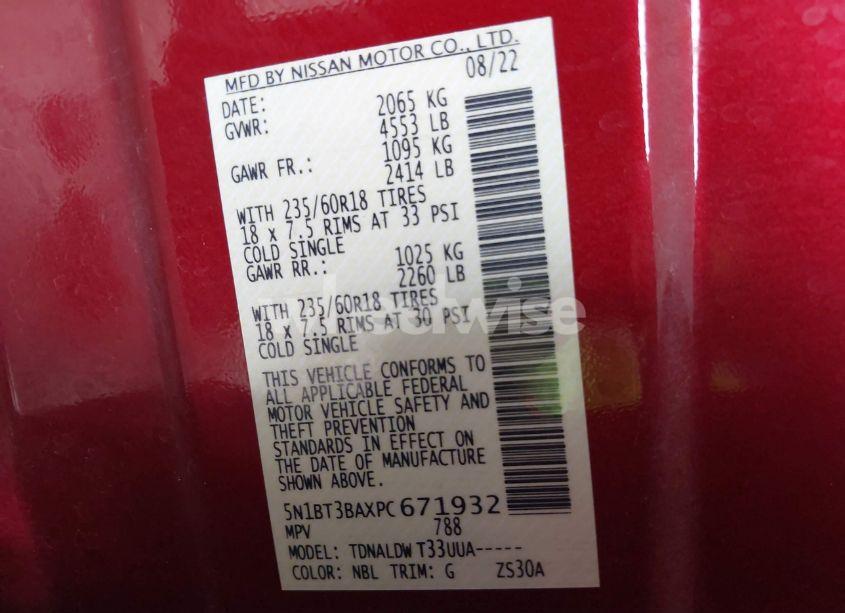 MFD BY NISSAN MOTOR CO., LTD.
DATE: 08/22
GVWR: 2065 KG
4553 LB
GAWR FR.: 1095 KG
2414 LB
WITH 235/60R18 TIRES
18 x 7.5 RIMS AT 33 PSI
COLD SINGLE
GAWR RR.: 1025 KG
2260 LB
WITH 235/60R18 TIRES
18 x 7.5 RIMS AT 30 PSI
COLD SINGLE
THIS VEHICLE CONFORMS TO
ALL APPLICABLE FEDERAL
MOTOR VEHICLE SAFETY AND
THEFT PREVENTION
STANDARDS IN EFFECT ON
THE DATE OF MANUFACTURE
SHOWN ABOVE.
5N1BT3BAXPC671932
MPV 788
MODEL: TDNALDW T33UUA-----
COLOR: NBL TRIM: G ZS30A
wheelwise